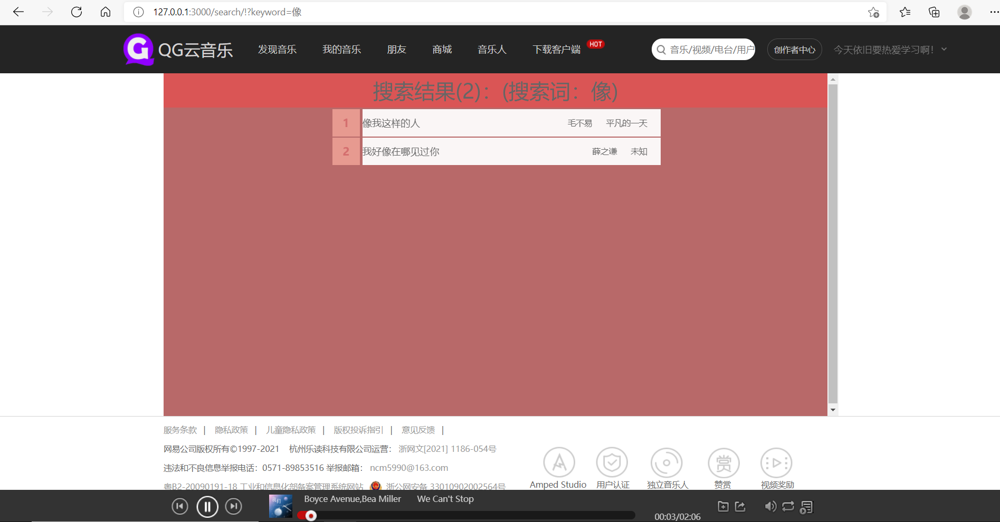 127.0.0.1:3000/search/!?keyword=像
QG云音乐 发现音乐 我的音乐 朋友 商城 音乐人 下载客户端 HOT 音乐/视频/电台/用户 创作者中心 今天依旧要热爱学习啊！
搜索结果(2)：(搜索词：像)
1 像我这样的人 毛不易 平凡的一天
2 我好像在哪见过你 薛之谦 未知
服务条款 | 隐私政策 | 儿童隐私政策 | 版权投诉指引 | 意见反馈 |
网易公司版权所有©1997-2021 杭州乐读科技有限公司运营： 浙网文[2021] 1186-054号
违法和不良信息举报电话：0571-89853516 举报邮箱： ncm5990@163.com
粤B2-20090191-18 工业和信息化部备案管理系统网站 浙公网安备 33010902002564号
Amped Studio 用户认证 独立音乐人 赞赏 视频奖励
赏
Boyce Avenue,Bea Miller We Can't Stop
00:03/02:06